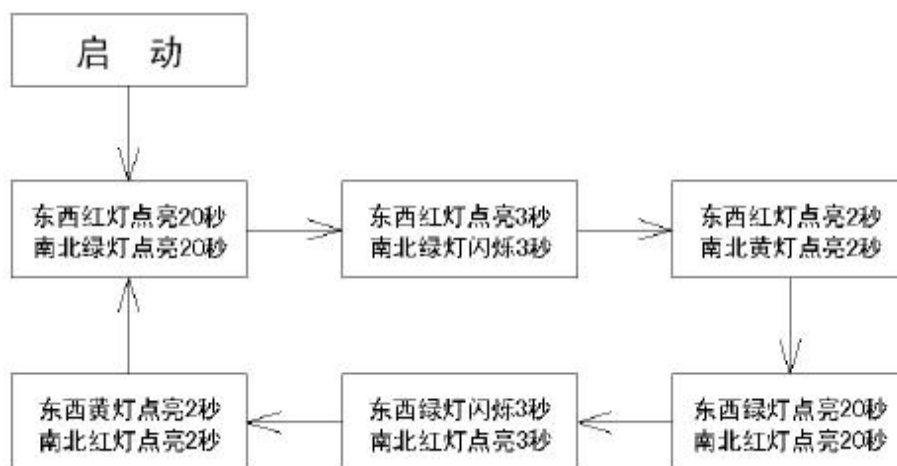 启 动
东西红灯点亮20秒
南北绿灯点亮20秒
东西红灯点亮3秒
南北绿灯闪烁3秒
东西红灯点亮2秒
南北黄灯点亮2秒
东西黄灯点亮2秒
南北红灯点亮2秒
东西绿灯闪烁3秒
南北红灯点亮3秒
东西绿灯点亮20秒
南北红灯点亮20秒